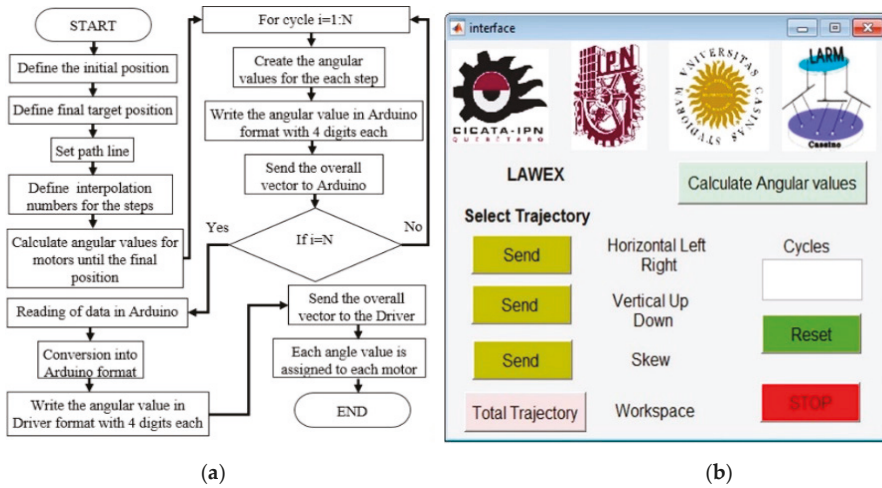 START
Define the initial position
Define final target position
Set path line
Define interpolation
numbers for the steps
Calculate angular values for
motors until the final
position
For cycle i=1:N
Create the angular
values for the each step
Write the angular value in Arduino
format with 4 digits each
Send the overall
vector to Arduino
Yes
If i=N
No
Reading of data in Arduino
Conversion into
Arduino format
Write the angular value in
Driver format with 4 digits each
Send the overall
vector to the Driver
Each angle value is
assigned to each motor
END
(a)
interface
CICATA-IPN
QUERÉTARO
I.P.N
UNIVERSITAS CASINAS STUDIORUM
LARM
Cassino
LAWEX
Calculate Angular values
Select Trajectory
Send
Horizontal Left
Right
Cycles
Send
Vertical Up
Down
Reset
Send
Skew
STOP
Total Trajectory
Workspace
(b)